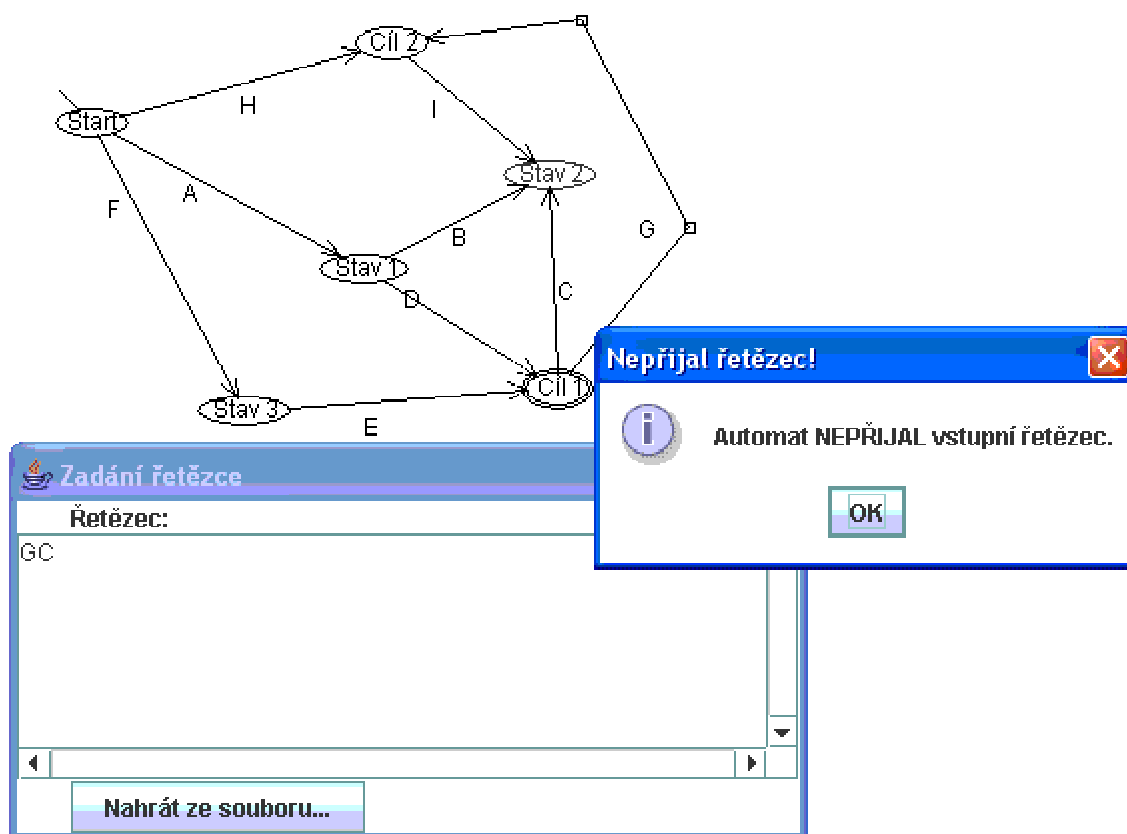 Cíl 2
H
Start
I
Stav 2
A
F
B
G
Stav 1
C
D
Nepřijal řetězec!
Cíl 1
Stav 3
E
Automat NEPŘIJAL vstupní řetězec.
OK
Zadání řetězce
Řetězec:
GC
Nahrát ze souboru...